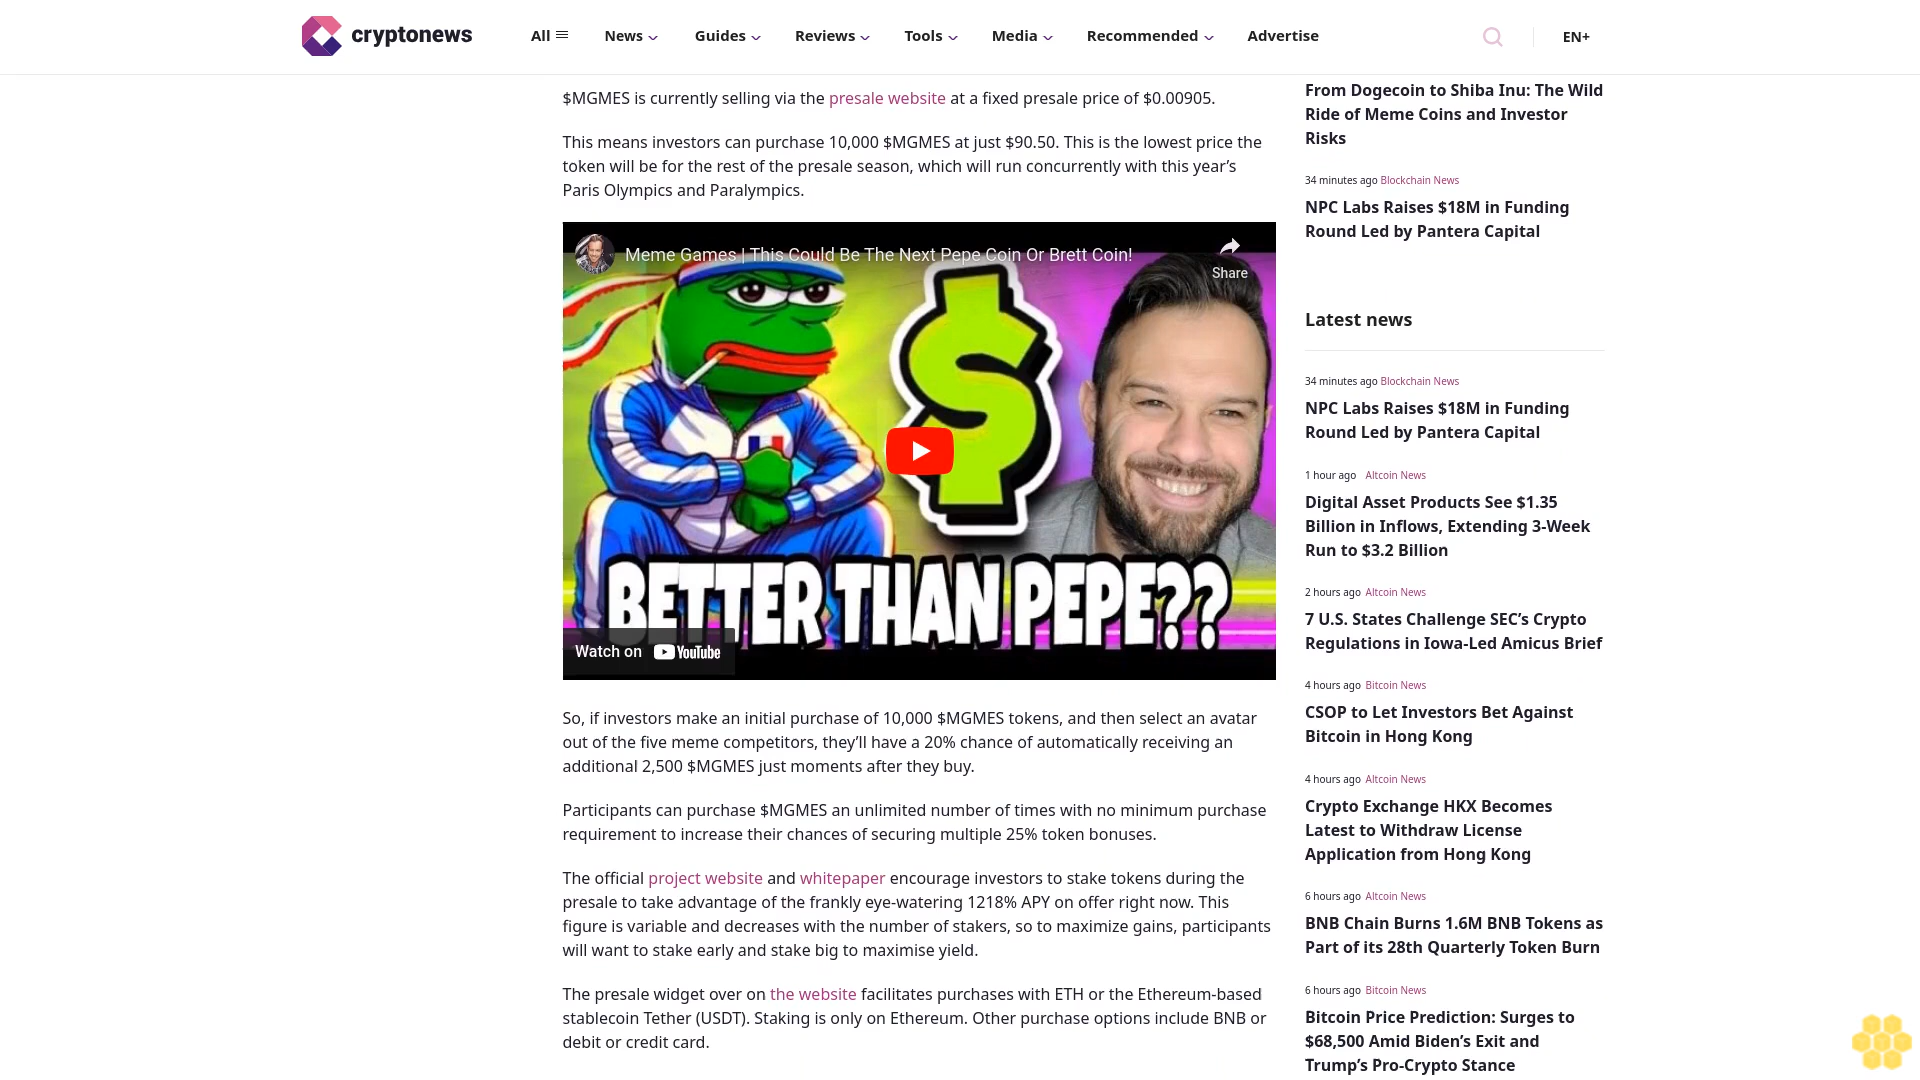 cryptonews
All
News
Guides
Reviews
Tools
Media
Recommended
Advertise
EN+
$MGMES is currently selling via the presale website at a fixed presale price of $0.00905.
This means investors can purchase 10,000 $MGMES at just $90.50. This is the lowest price the
token will be for the rest of the presale season, which will run concurrently with this year’s
Paris Olympics and Paralympics.
Meme Games | This Could Be The Next Pepe Coin Or Brett Coin!
Share
$
BETTER THAN PEPE??
Watch on YouTube
So, if investors make an initial purchase of 10,000 $MGMES tokens, and then select an avatar
out of the five meme competitors, they’ll have a 20% chance of automatically receiving an
additional 2,500 $MGMES just moments after they buy.
Participants can purchase $MGMES an unlimited number of times with no minimum purchase
requirement to increase their chances of securing multiple 25% token bonuses.
The official project website and whitepaper encourage investors to stake tokens during the
presale to take advantage of the frankly eye-watering 1218% APY on offer right now. This
figure is variable and decreases with the number of stakers, so to maximize gains, participants
will want to stake early and stake big to maximise yield.
The presale widget over on the website facilitates purchases with ETH or the Ethereum-based
stablecoin Tether (USDT). Staking is only on Ethereum. Other purchase options include BNB or
debit or credit card.
From Dogecoin to Shiba Inu: The Wild
Ride of Meme Coins and Investor
Risks
34 minutes ago Blockchain News
NPC Labs Raises $18M in Funding
Round Led by Pantera Capital
Latest news
34 minutes ago Blockchain News
NPC Labs Raises $18M in Funding
Round Led by Pantera Capital
1 hour ago Altcoin News
Digital Asset Products See $1.35
Billion in Inflows, Extending 3-Week
Run to $3.2 Billion
2 hours ago Altcoin News
7 U.S. States Challenge SEC’s Crypto
Regulations in Iowa-Led Amicus Brief
4 hours ago Bitcoin News
CSOP to Let Investors Bet Against
Bitcoin in Hong Kong
4 hours ago Altcoin News
Crypto Exchange HKX Becomes
Latest to Withdraw License
Application from Hong Kong
6 hours ago Altcoin News
BNB Chain Burns 1.6M BNB Tokens as
Part of its 28th Quarterly Token Burn
6 hours ago Bitcoin News
Bitcoin Price Prediction: Surges to
$68,500 Amid Biden’s Exit and
Trump’s Pro-Crypto Stance